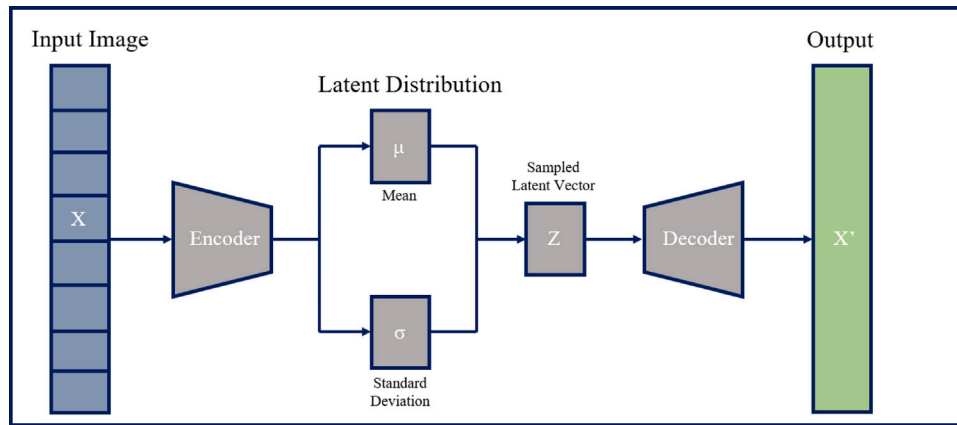 Input Image
Output
Latent Distribution
X
Encoder
μ
Mean
σ
Standard
Deviation
Sampled
Latent Vector
Z
Decoder
X’